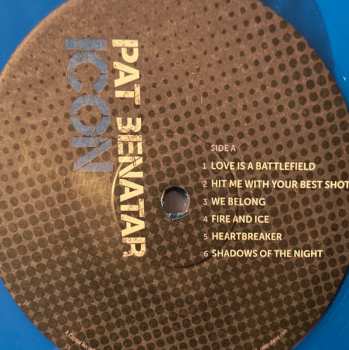 PAT BENATAR
ICON
SIDE A
1 LOVE IS A BATTLEFIELD
2 HIT ME WITH YOUR BEST SHOT
3 WE BELONG
4 FIRE AND ICE
5 HEARTBREAKER
6 SHADOWS OF THE NIGHT